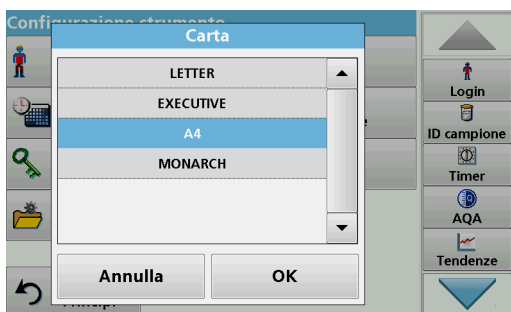 Configurazione strumento
Carta
LETTER
EXECUTIVE
A4
MONARCH
Annulla
OK
Login
ID campione
Timer
AQA
Tendenze